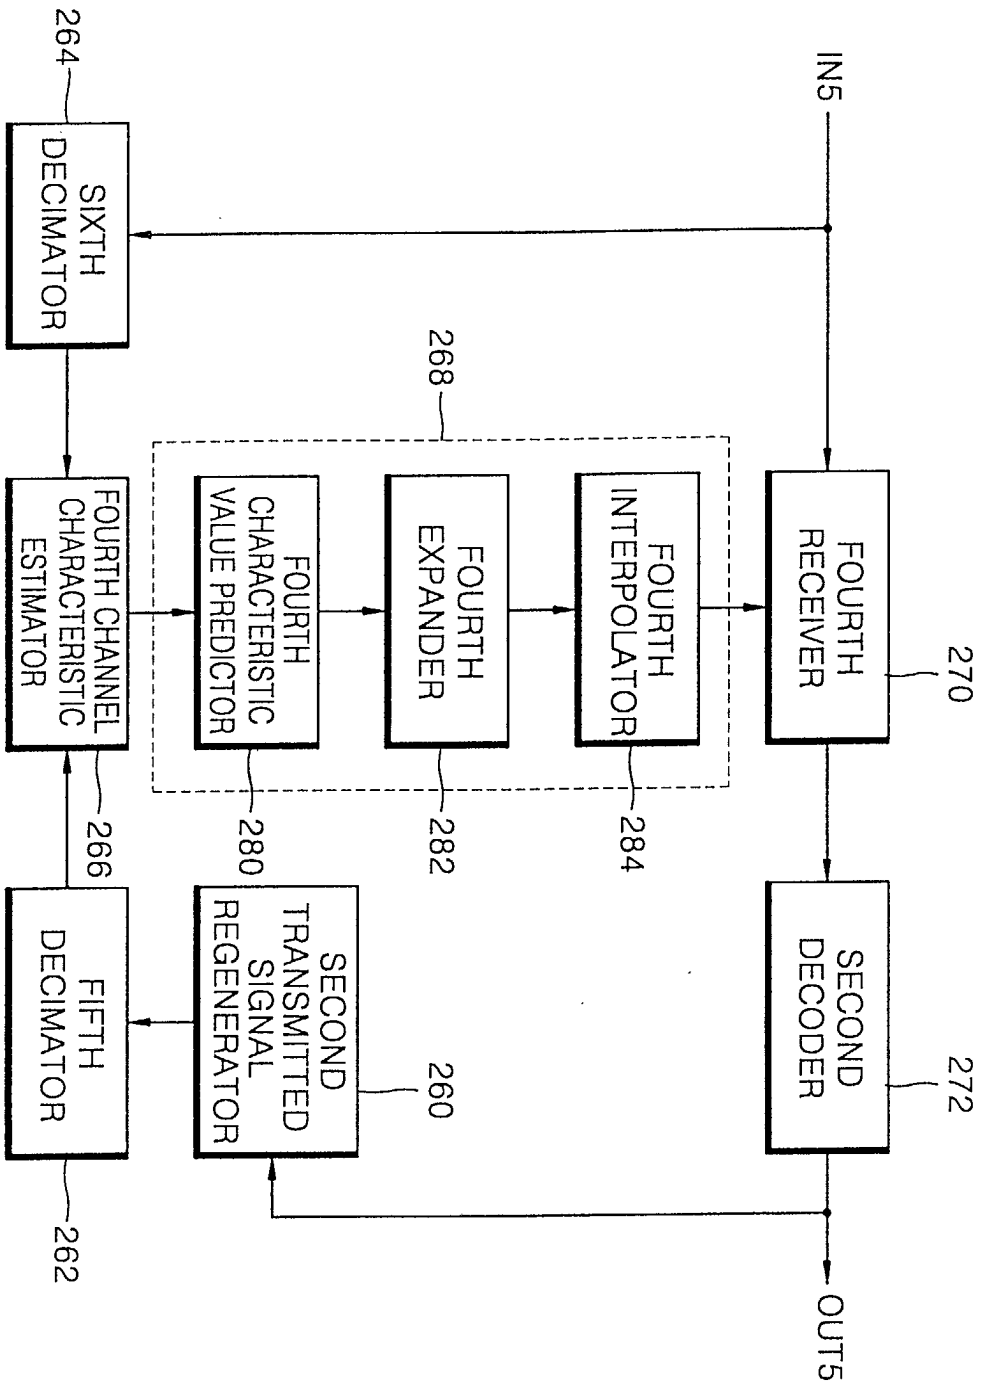 IN5
FOURTH
RECEIVER
270
SECOND
DECODER
272
OUT5
268
FOURTH
INTERPOLATOR
284
FOURTH
EXPANDER
282
FOURTH
CHARACTERISTIC
VALUE PREDICTOR
280
SECOND
TRANSMITTED
SIGNAL
REGENERATOR
260
264
SIXTH
DECIMATOR
FOURTH CHANNEL
CHARACTERISTIC
ESTIMATOR
266
FIFTH
DECIMATOR
262